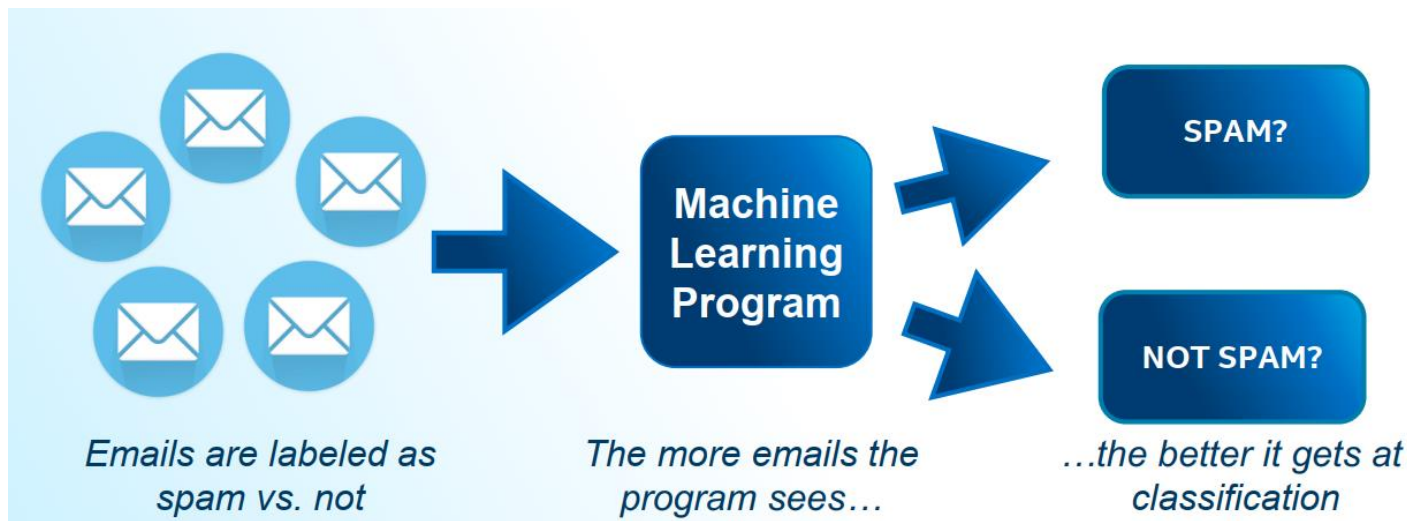 Machine
Learning
Program
SPAM?
NOT SPAM?
Emails are labeled as
spam vs. not
The more emails the
program sees…
…the better it gets at
classification